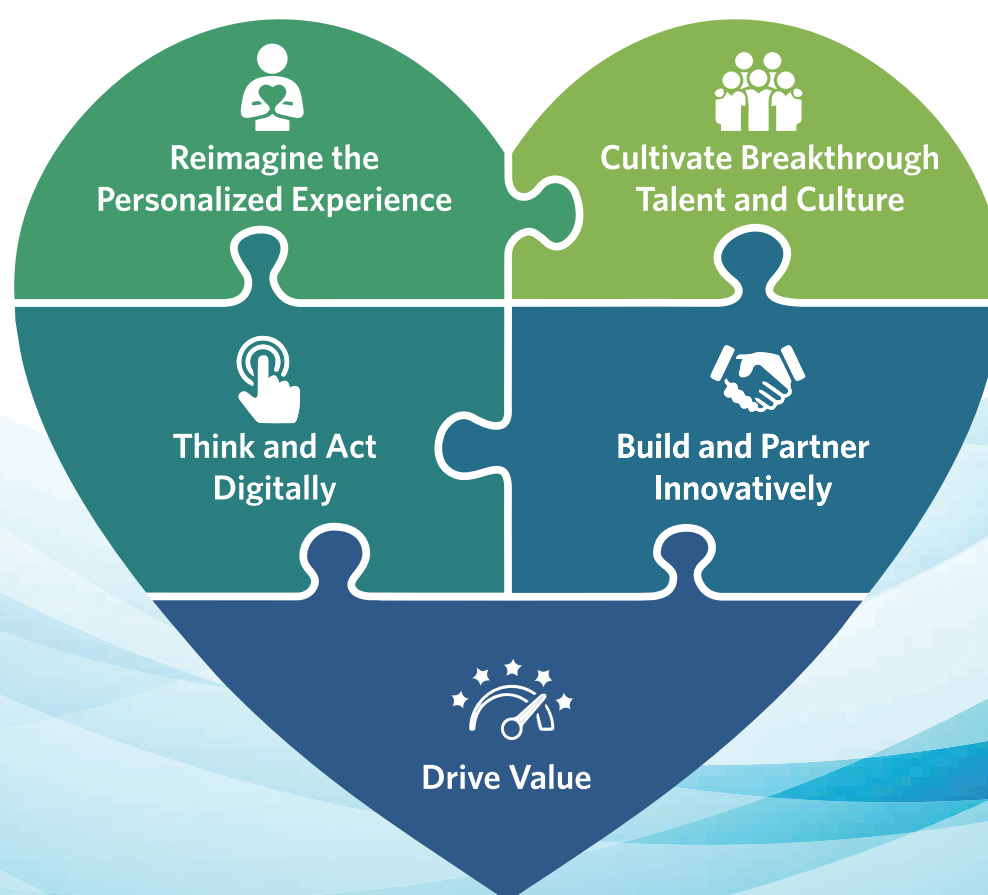 Reimagine the
Personalized Experience
Cultivate Breakthrough
Talent and Culture
Think and Act
Digitally
Build and Partner
Innovatively
Drive Value